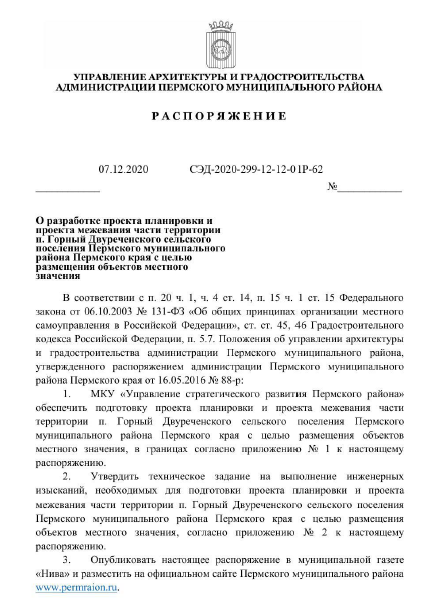 УПРАВЛЕНИЕ АРХИТЕКТУРЫ И ГРАДОСТРОИТЕЛЬСТВА
АДМИНИСТРАЦИИ ПЕРМСКОГО МУНИЦИПАЛЬНОГО РАЙОНА
Р А С П О Р Я Ж Е Н И Е
07.12.2020 СЭД-2020-299-12-12-01Р-62
№
О разработке проекта планировки и
проекта межевания части территории
п. Горный Двуреченского сельского
поселения Пермского муниципального
района Пермского края с целью
размещения объектов местного
значения
В соответствии с п. 20 ч. 1, ч. 4 ст. 14, п. 15 ч. 1 ст. 15 Федерального
закона от 06.10.2003 № 131-ФЗ «Об общих принципах организации местного
самоуправления в Российской Федерации», ст. ст. 45, 46 Градостроительного
кодекса Российской Федерации, п. 5.7. Положения об управлении архитектуры
и градостроительства администрации Пермского муниципального района,
утвержденного распоряжением администрации Пермского муниципального
района Пермского края от 16.05.2016 № 88-р:
1. МКУ «Управление стратегического развития Пермского района»
обеспечить подготовку проекта планировки и проекта межевания части
территории п. Горный Двуреченского сельского поселения Пермского
муниципального района Пермского края с целью размещения объектов
местного значения, в границах согласно приложению № 1 к настоящему
распоряжению.
2. Утвердить техническое задание на выполнение инженерных
изысканий, необходимых для подготовки проекта планировки и проекта
межевания части территории п. Горный Двуреченского сельского поселения
Пермского муниципального района Пермского края с целью размещения
объектов местного значения, согласно приложению № 2 к настоящему
распоряжению.
3. Опубликовать настоящее распоряжение в муниципальной газете
«Нива» и разместить на официальном сайте Пермского муниципального района
www.permraion.ru.